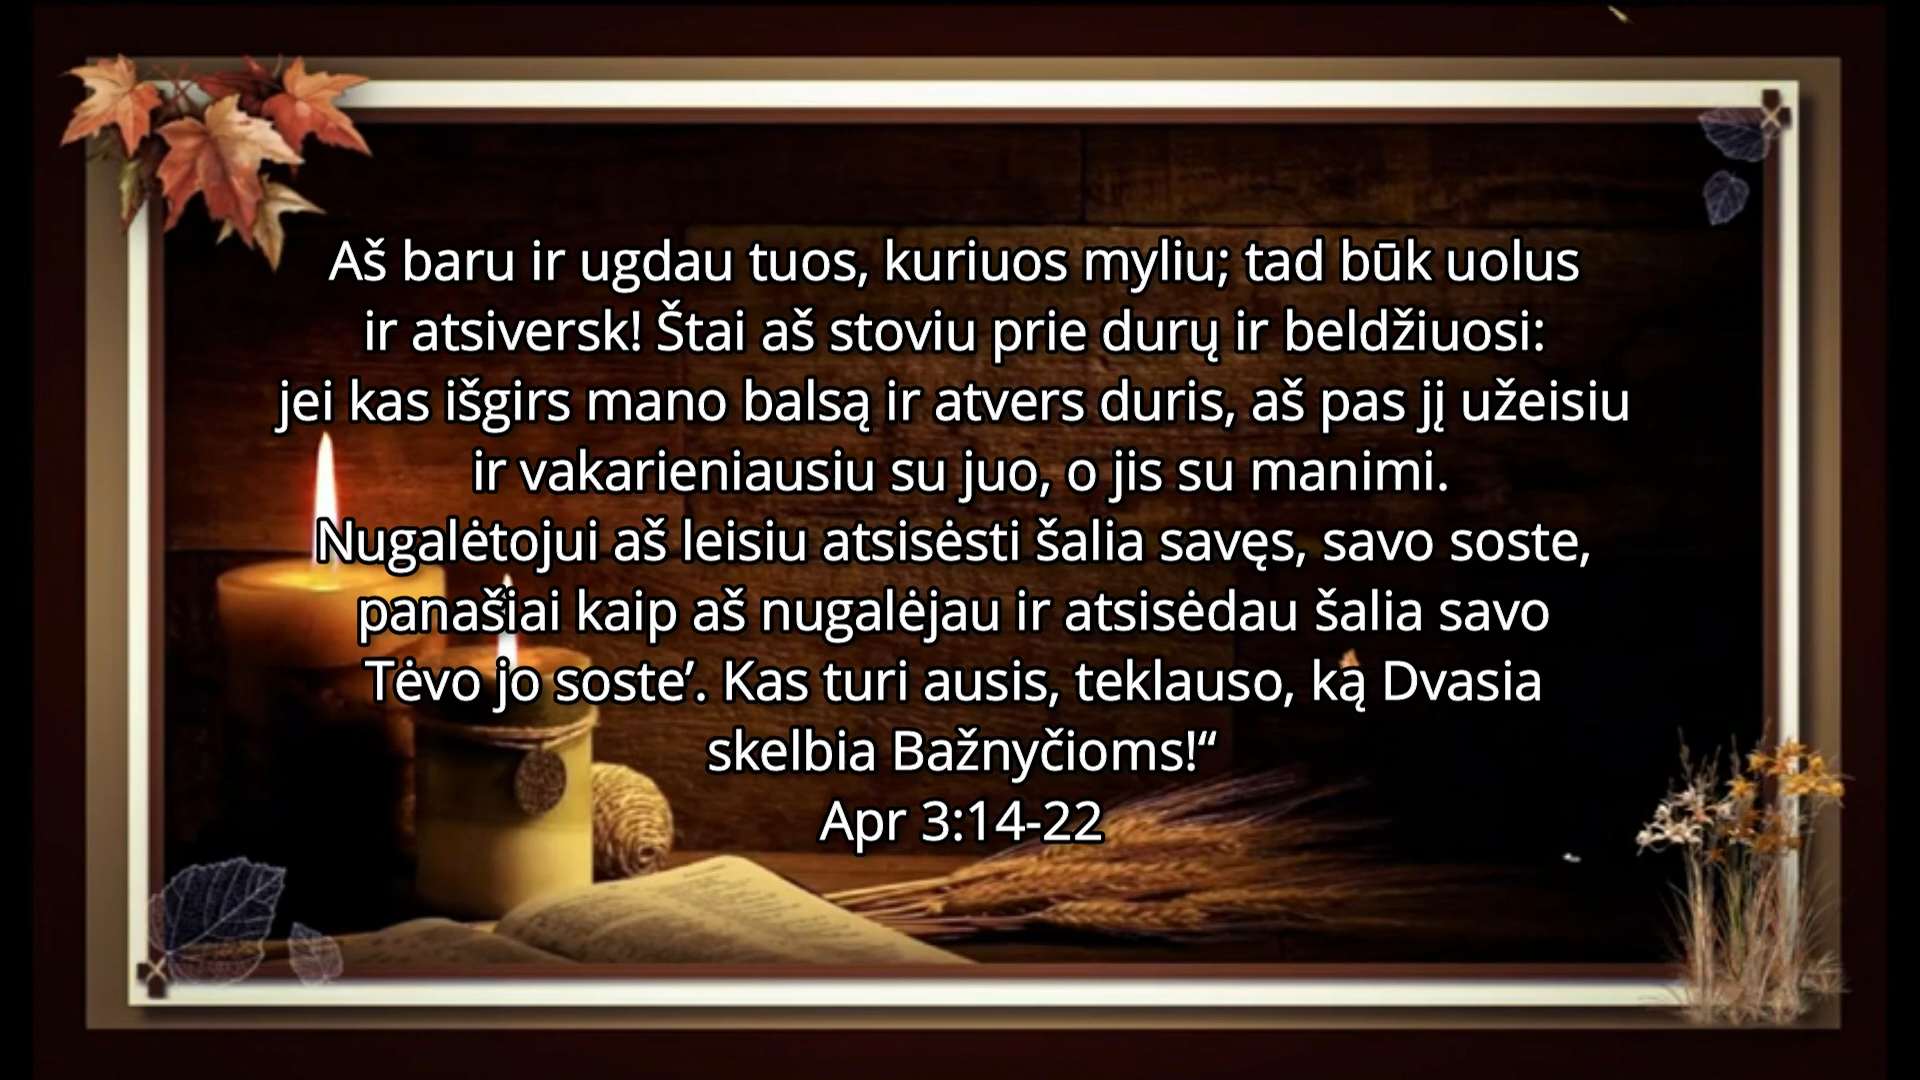 Aš baru ir ugdau tuos, kuriuos myliu; tad būk uolus
ir atsiversk! Štai aš stoviu prie durų ir beldžiuosi:
jei kas išgirs mano balsą ir atvers duris, aš pas jį užeisiu
ir vakarieniausiu su juo, o jis su manimi.
Nugalėtojui aš leisiu atsisėsti šalia savęs, savo soste,
panašiai kaip aš nugalėjau ir atsisėdau šalia savo
Tėvo jo soste’. Kas turi ausis, teklauso, ką Dvasia
skelbia Bažnyčioms!“
Apr 3:14-22